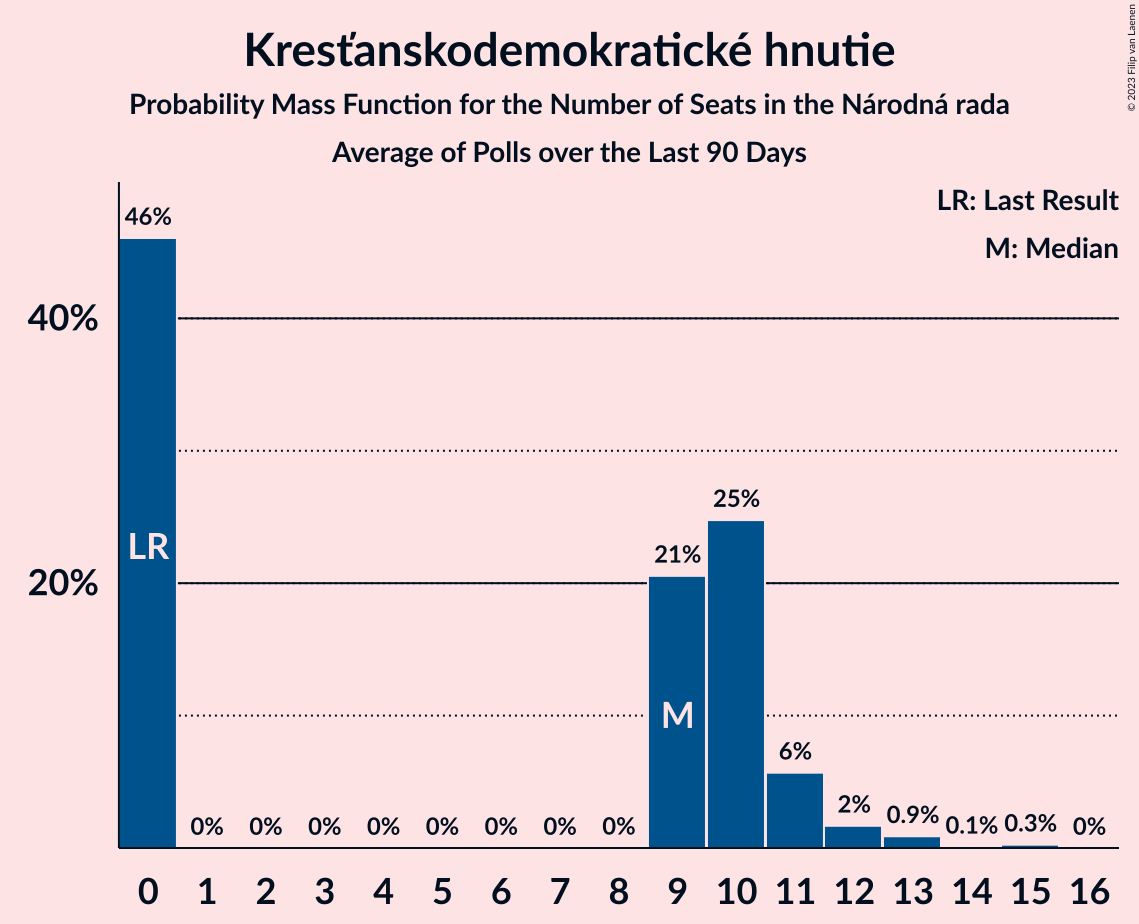 Kresťanskodemokratické hnutie
Probability Mass Function for the Number of Seats in the Národná rada
Average of Polls over the Last 90 Days
© 2023 Filip van Laenen
LR: Last Result
M: Median
46%
40%
25%
21%
LR
20%
M
6%
2%
0.9%
0.1%
0.3%
0%
0% 0% 0% 0% 0% 0% 0% 0%
0 1 2 3 4 5 6 7 8 9 10 11 12 13 14 15 16